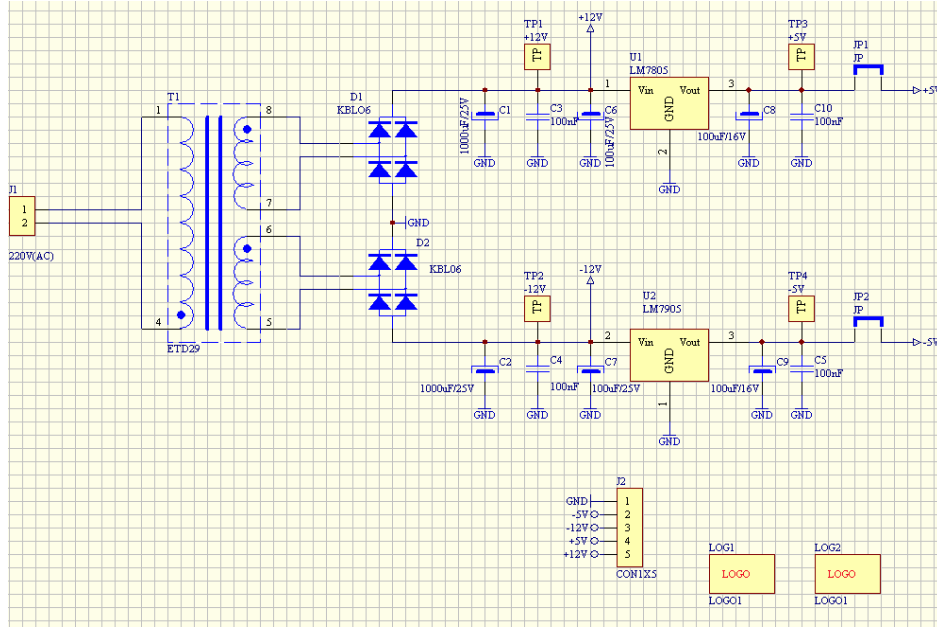 +12V
TP1
+12V
TP
TP3
+5V
TP
JP1
JP
U1
LM7805
1
Vin
Vout
3
GND
2
GND
+5V
D1
KBLO6
1000uF/25V
C1
GND
C3
100nF
GND
C6
100uF/25V
GND
C8
100uF/16V
GND
C10
100nF
GND
T1
1
8
7
6
4
5
ETD29
J1
1
2
220V(AC)
GND
D2
KBL06
-12V
TP2
-12V
TP
TP4
-5V
TP
JP2
JP
U2
LM7905
2
Vin
Vout
3
GND
1
GND
-5V
C2
1000uF/25V
GND
C4
100nF
GND
C7
100uF/25V
GND
C9
100uF/16V
GND
C5
100nF
GND
J2
GND 1
-5V 2
-12V 3
+5V 4
+12V 5
CON1X5
LOG1
LOGO
LOGO1
LOG2
LOGO
LOGO1